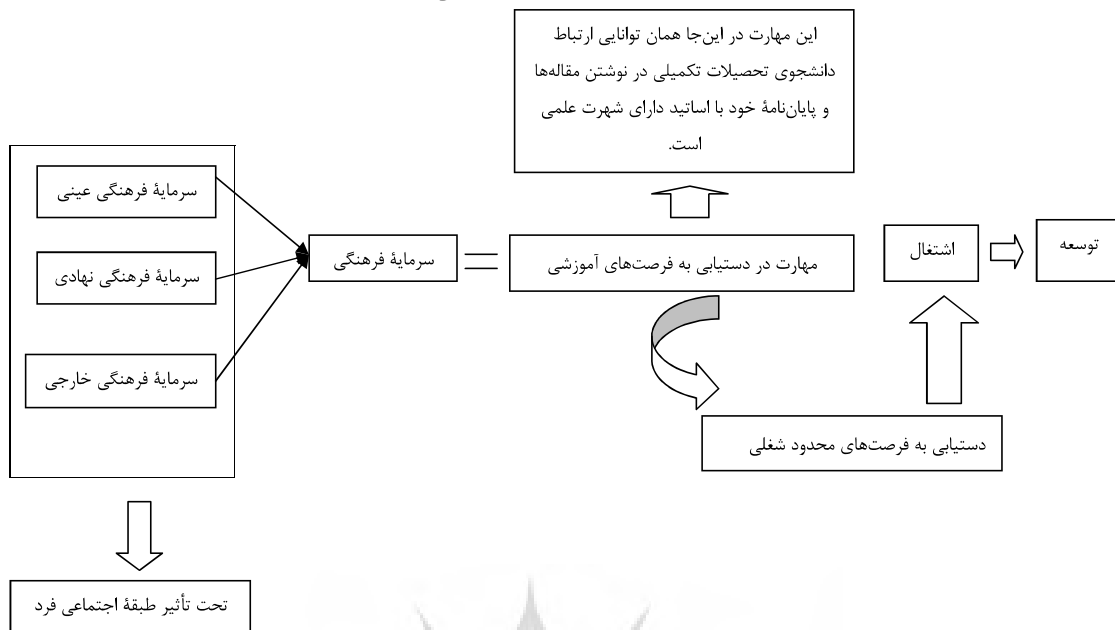 این مهارت در این‌جا همان توانایی ارتباط
دانشجوی تحصیلات تکمیلی در نوشتن مقاله‌ها
و پایان‌نامهٔ خود با اساتید دارای شهرت علمی
است.
سرمایهٔ فرهنگی عینی
سرمایهٔ فرهنگی نهادی
سرمایهٔ فرهنگی خارجی
سرمایهٔ فرهنگی
مهارت در دستیابی به فرصت‌های آموزشی
اشتغال
توسعه
دستیابی به فرصت‌های محدود شغلی
تحت تأثیر طبقهٔ اجتماعی فرد